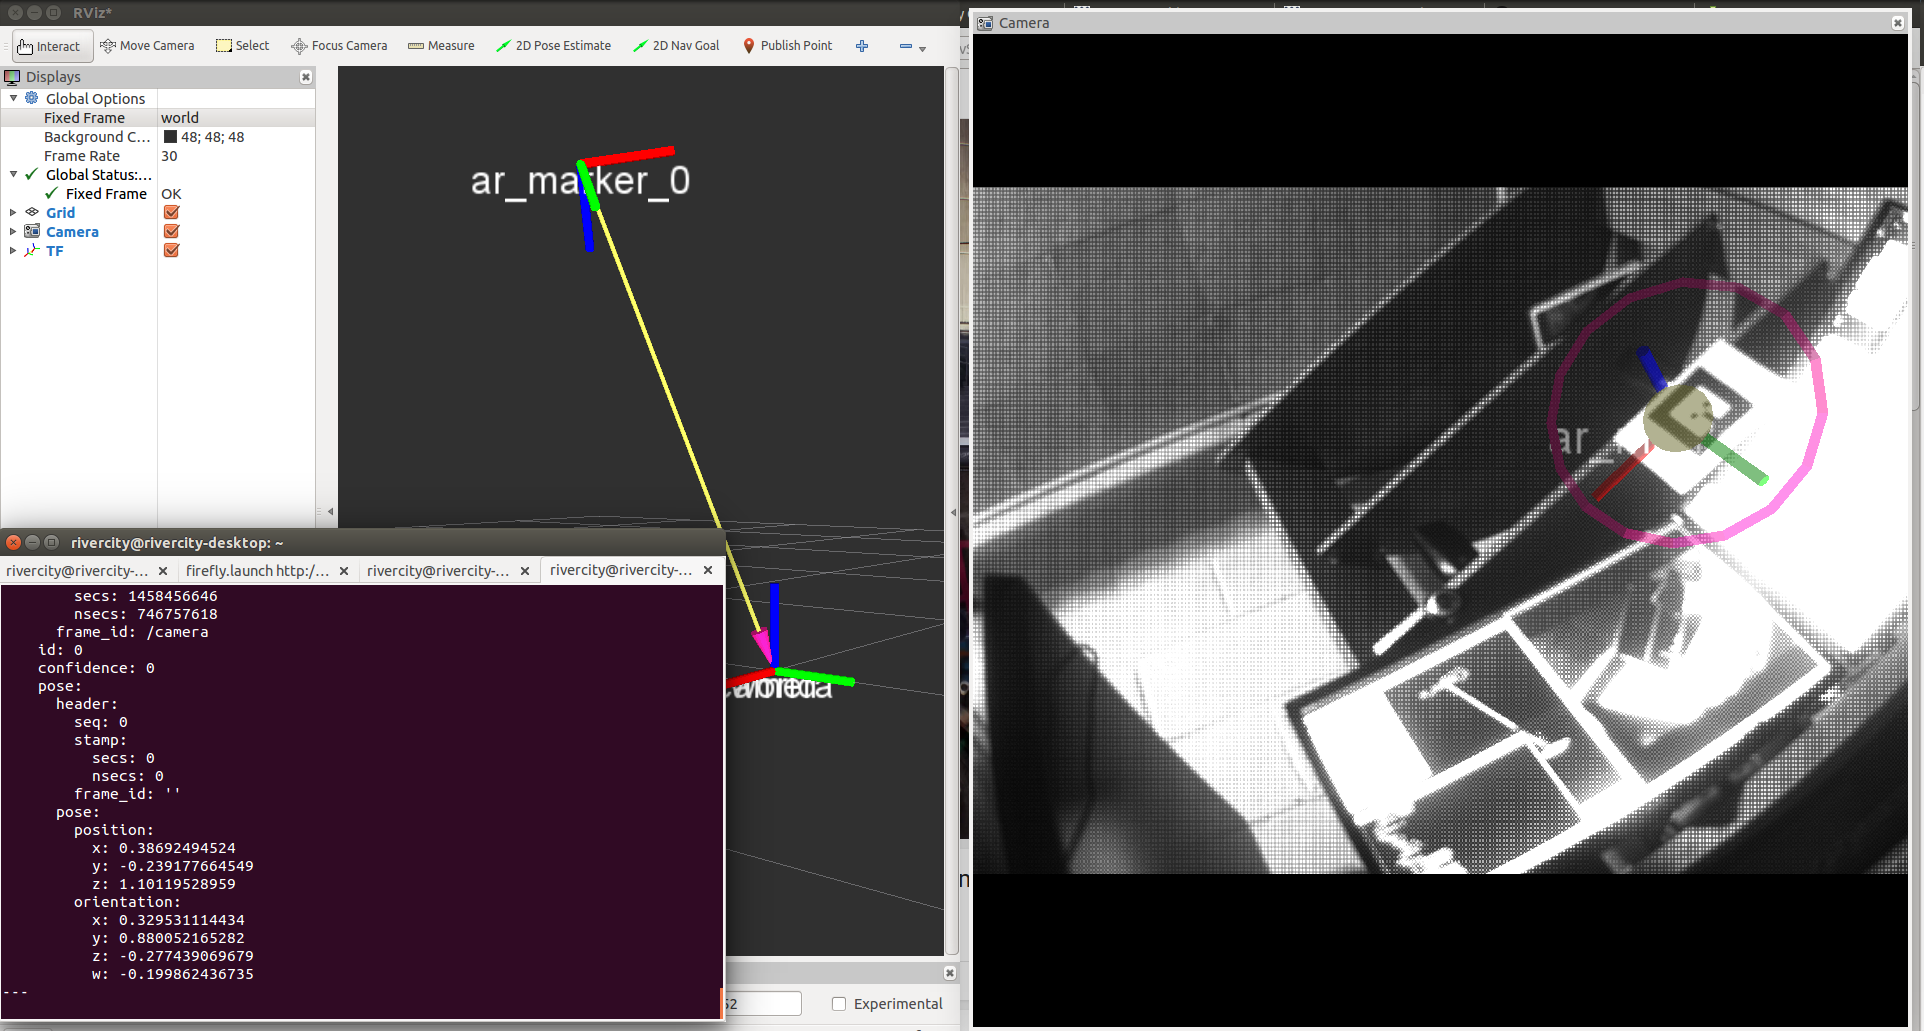 RViz*
Interact Move Camera Select Focus Camera Measure 2D Pose Estimate 2D Nav Goal Publish Point
Displays
Global Options
Fixed Frame world
Background C... 48; 48; 48
Frame Rate 30
Global Status:...
Fixed Frame OK
Grid
Camera
TF
ar_marker_0
rivercity@rivercity-desktop: ~
rivercity@rivercity-... firefly.launch http:/... rivercity@rivercity-... rivercity@rivercity-...
secs: 1458456646
nsecs: 746757618
frame_id: /camera
id: 0
confidence: 0
pose:
header:
seq: 0
stamp:
secs: 0
nsecs: 0
frame_id: ''
pose:
position:
x: 0.38692494524
y: -0.239177664549
z: 1.10119528959
orientation:
x: 0.329531114434
y: 0.880052165282
z: -0.277439069679
w: -0.199862436735
---
52
Experimental
Camera
ar_m